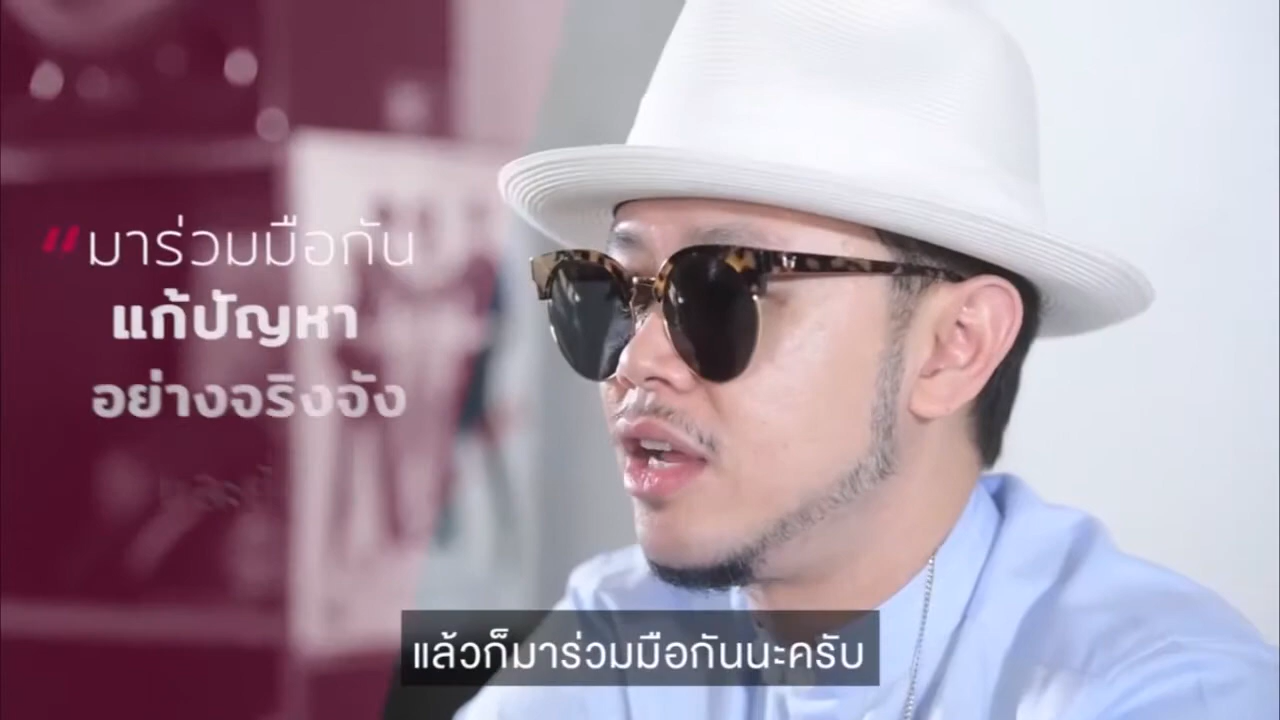 “มาร่วมมือกัน
แก้ปัญหา
อย่างจริงจัง
แล้วก็มาร่วมมือกันนะครับ